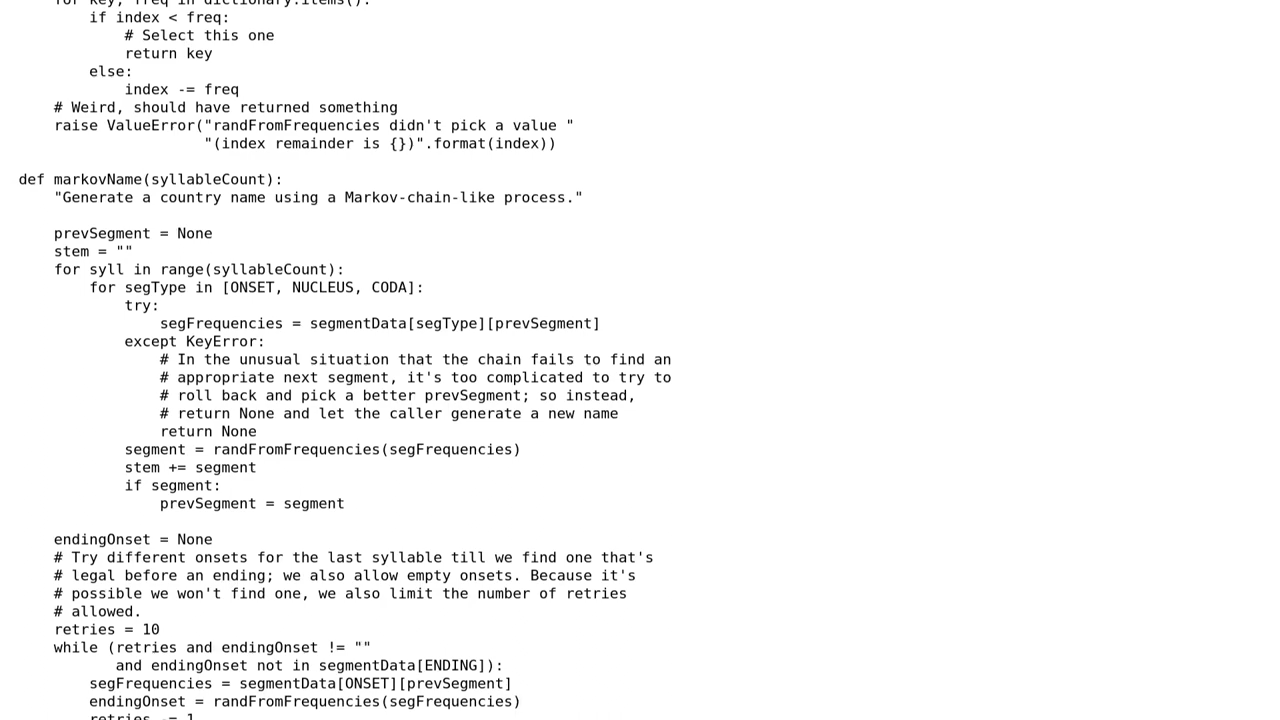 for key, freq in dictionary.items():
        if index < freq:
            # Select this one
            return key
        else:
            index -= freq
    # Weird, should have returned something
    raise ValueError("randFromFrequencies didn't pick a value "
                     "(index remainder is {})".format(index))

def markovName(syllableCount):
    "Generate a country name using a Markov-chain-like process."

    prevSegment = None
    stem = ""
    for syll in range(syllableCount):
        for segType in [ONSET, NUCLEUS, CODA]:
            try:
                segFrequencies = segmentData[segType][prevSegment]
            except KeyError:
                # In the unusual situation that the chain fails to find an
                # appropriate next segment, it's too complicated to try to
                # roll back and pick a better prevSegment; so instead,
                # return None and let the caller generate a new name
                return None
            segment = randFromFrequencies(segFrequencies)
            stem += segment
            if segment:
                prevSegment = segment

    endingOnset = None
    # Try different onsets for the last syllable till we find one that's
    # legal before an ending; we also allow empty onsets. Because it's
    # possible we won't find one, we also limit the number of retries
    # allowed.
    retries = 10
    while (retries and endingOnset != ""
           and endingOnset not in segmentData[ENDING]):
        segFrequencies = segmentData[ONSET][prevSegment]
        endingOnset = randFromFrequencies(segFrequencies)
        retries -= 1